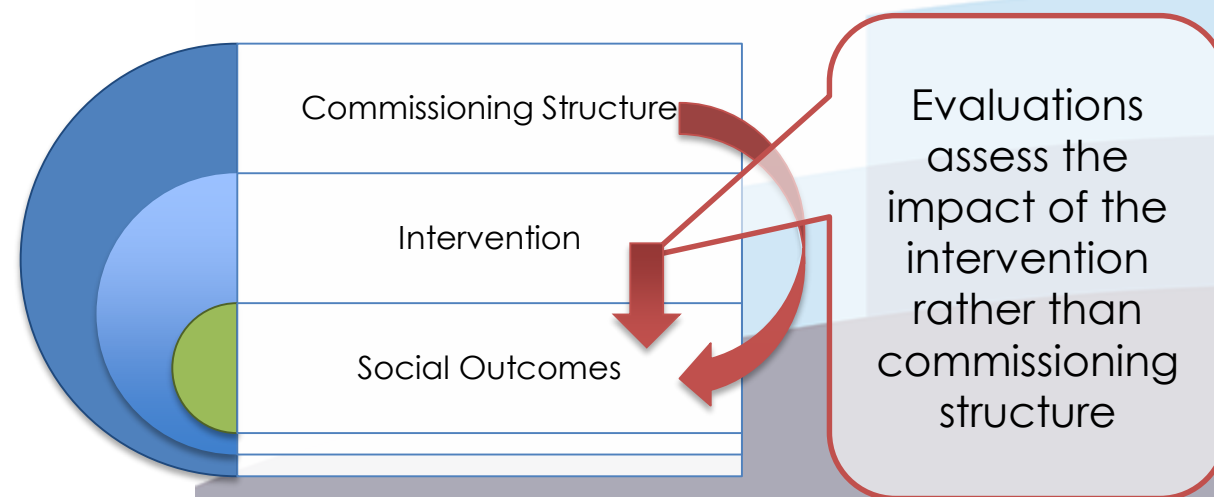 Commissioning Structure
Intervention
Social Outcomes
Evaluations
assess the
impact of the
intervention
rather than
commissioning
structure